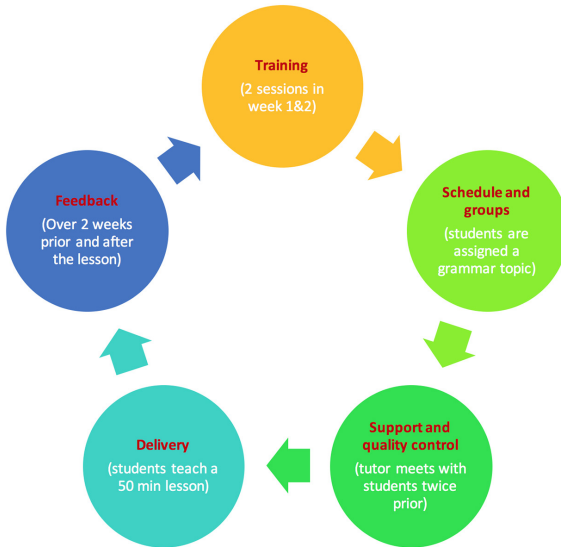 Training
(2 sessions in
week 1&2)
Schedule and
groups
(students are
assigned a
grammar topic)
Support and
quality control
(tutor meets with
students twice
prior)
Delivery
(students teach a
50 min lesson)
Feedback
(Over 2 weeks
prior and after
the lesson)